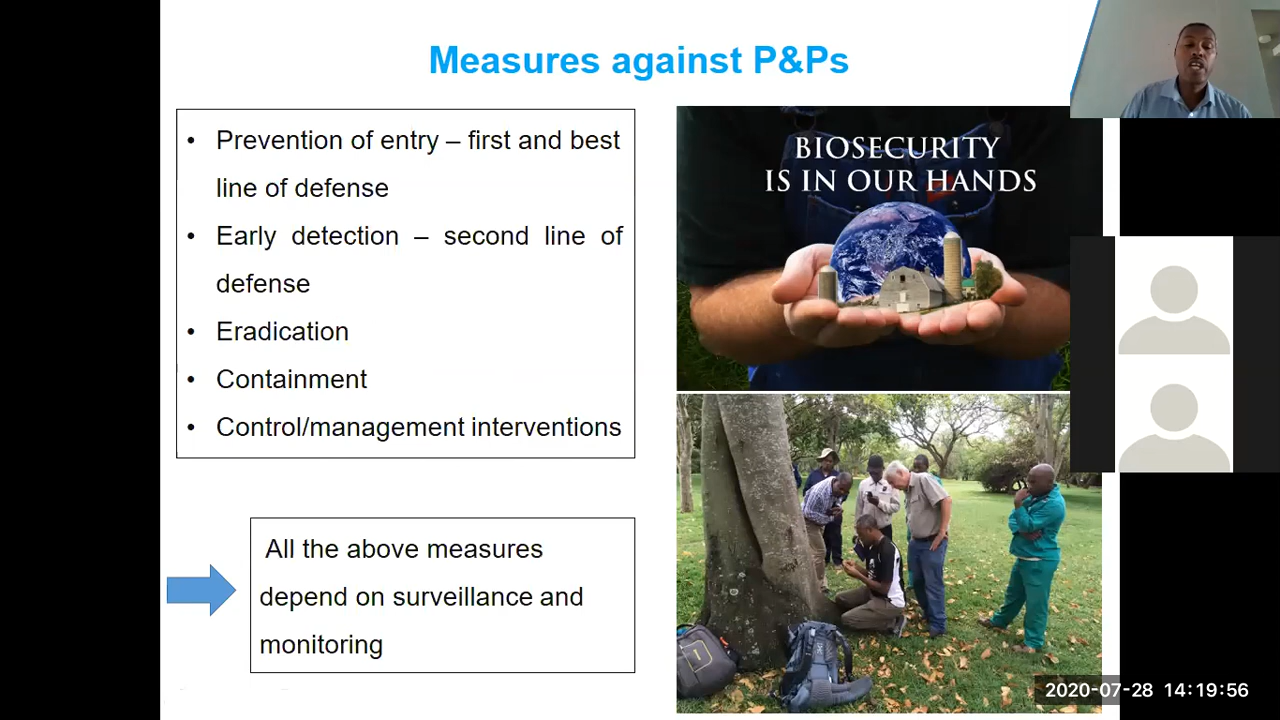 Measures against P&Ps
• Prevention of entry – first and best
line of defense
• Early detection – second line of
defense
• Eradication
• Containment
• Control/management interventions
All the above measures
depend on surveillance and
monitoring
BIOSECURITY
IS IN OUR HANDS
2020-07-28 14:19:56